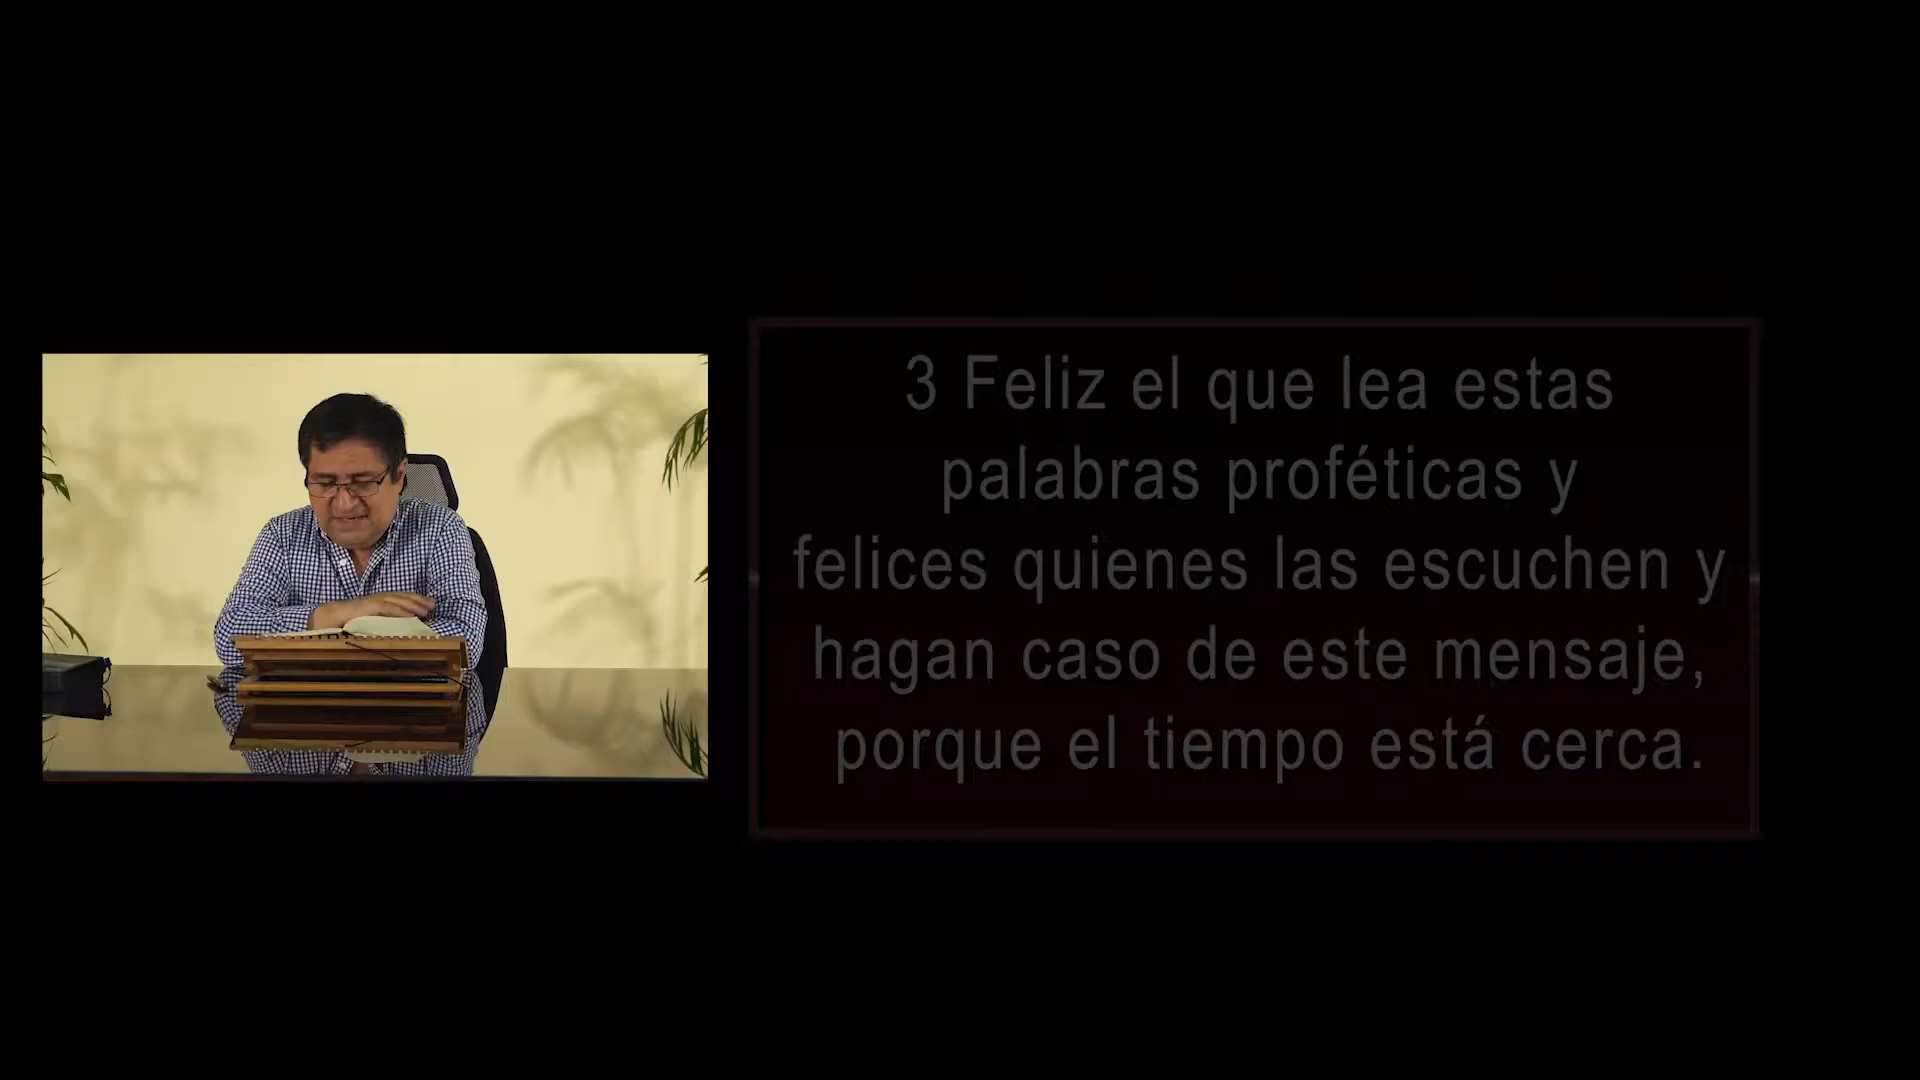 3 Feliz el que lea estas
palabras proféticas y
felices quienes las escuchen y
hagan caso de este mensaje,
porque el tiempo está cerca.